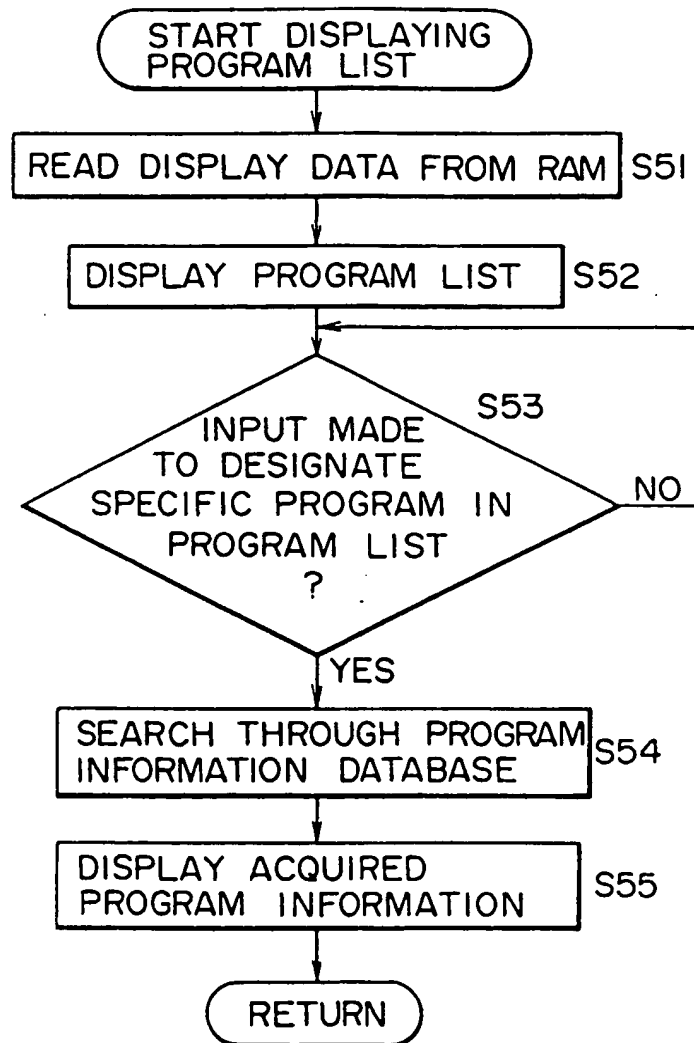 START DISPLAYING
PROGRAM LIST
READ DISPLAY DATA FROM RAM
S51
DISPLAY PROGRAM LIST
S52
S53
INPUT MADE
TO DESIGNATE
SPECIFIC PROGRAM IN
PROGRAM LIST
?
NO
YES
SEARCH THROUGH PROGRAM
INFORMATION DATABASE
S54
DISPLAY ACQUIRED
PROGRAM INFORMATION
S55
RETURN